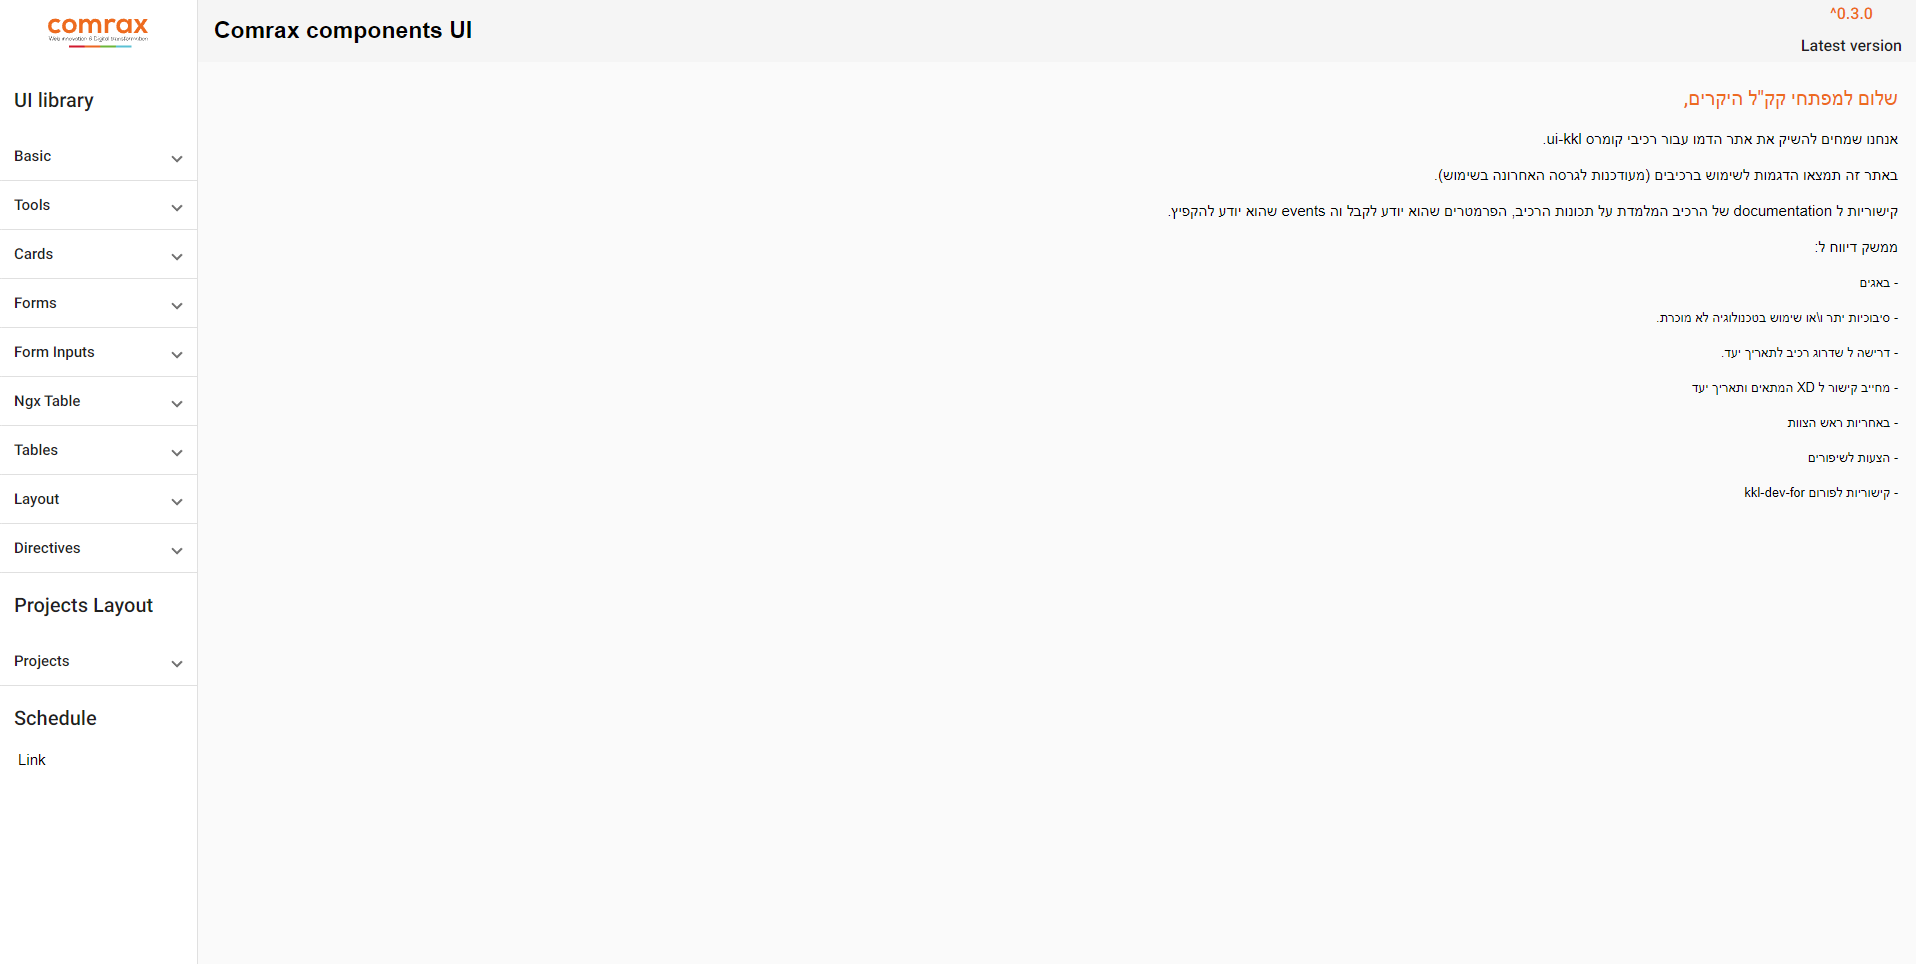 comrax
Web innovation & Digital transformation
Comrax components UI
^0.3.0
Latest version
UI library
Basic
Tools
Cards
Forms
Form Inputs
Ngx Table
Tables
Layout
Directives
Projects Layout
Projects
Schedule
Link
שלום למפתחי קק"ל היקרים,
אנחנו שמחים להשיק את אתר הדמו עבור רכיבי קומרס ui-kkl.
באתר זה תמצאו הדגמות לשימוש ברכיבים (מעודכנות לגרסה האחרונה בשימוש).
קישוריות ל documentation של הרכיב המלמדת על תכונות הרכיב, הפרמטרים שהוא יודע לקבל וה events שהוא יודע להקפיץ.
ממשק דיווח ל:
- באגים
- סיבוכיות יתר ו\או שימוש בטכנולוגיה לא מוכרת.
- דרישה ל שדרוג רכיב לתאריך יעד.
- מחייב קישור ל XD המתאים ותאריך יעד
- באחריות ראש הצוות
- הצעות לשיפורים
- קישוריות לפורום kkl-dev-for